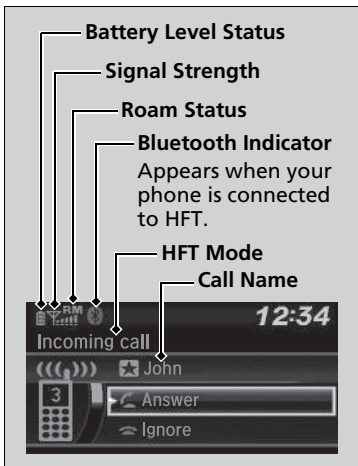 Battery Level Status
Signal Strength
Roam Status
Bluetooth Indicator
Appears when your
phone is connected
to HFT.
HFT Mode
Call Name
RM
12:34
Incoming call
John
3
Answer
Ignore